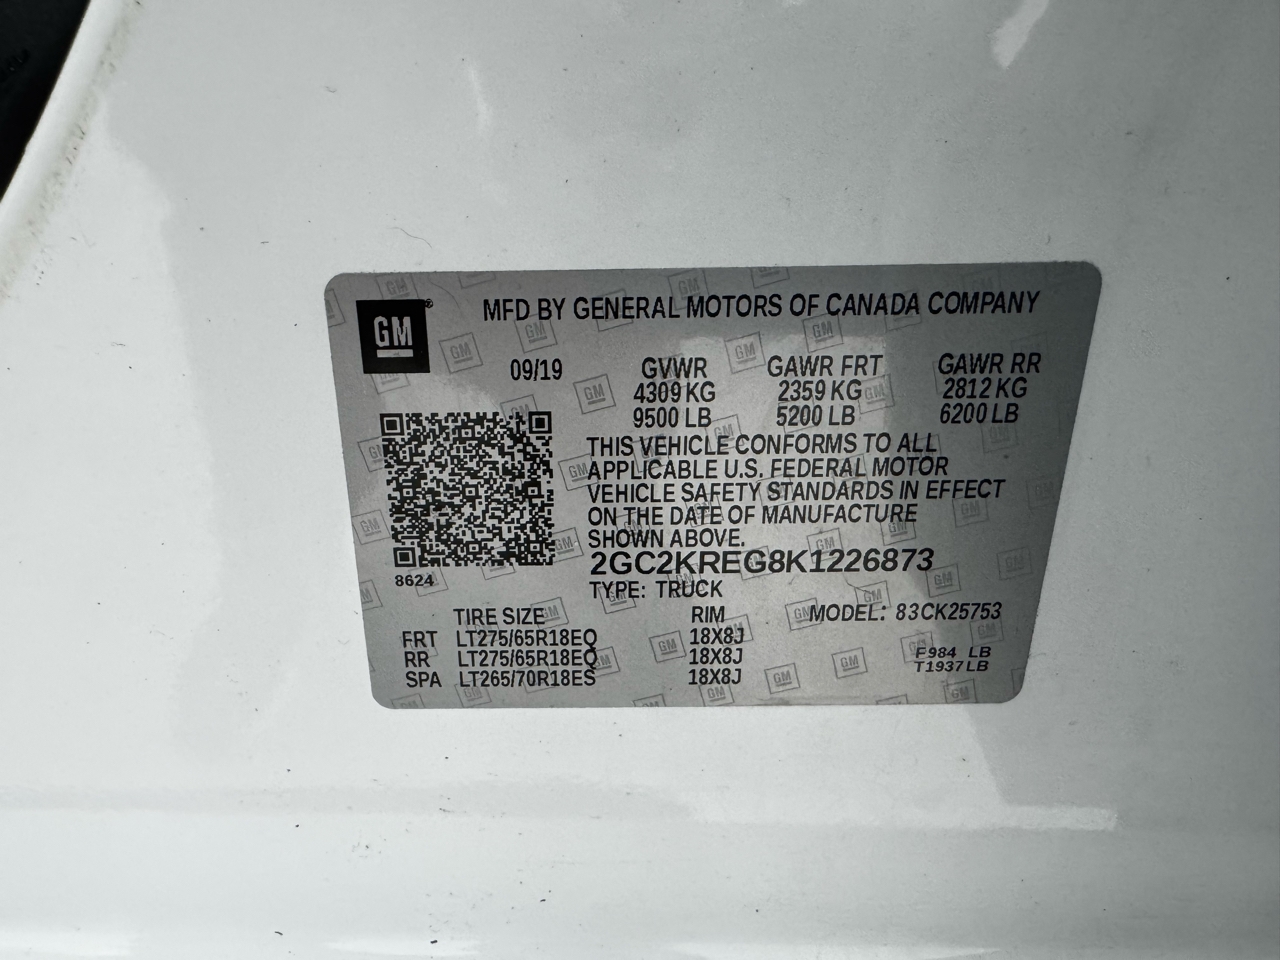 GM®
MFD BY GENERAL MOTORS OF CANADA COMPANY
09/19 GVWR GAWR FRT GAWR RR
4309 KG 2359 KG 2812 KG
9500 LB 5200 LB 6200 LB
THIS VEHICLE CONFORMS TO ALL
APPLICABLE U.S. FEDERAL MOTOR
VEHICLE SAFETY STANDARDS IN EFFECT
ON THE DATE OF MANUFACTURE
SHOWN ABOVE.
2GC2KREG8K1226873
8624
TYPE: TRUCK
TIRE SIZE RIM MODEL: 83CK25753
FRT LT275/65R18EQ 18X8J
RR LT275/65R18EQ 18X8J F984 LB
SPA LT265/70R18ES 18X8J T1937LB